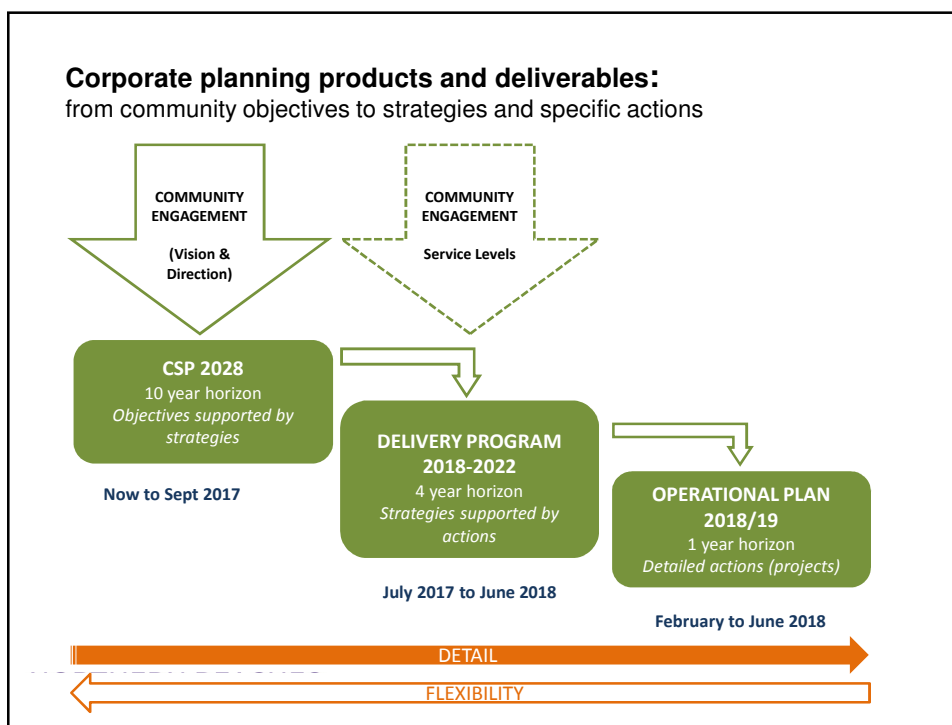 Corporate planning products and deliverables:
from community objectives to strategies and specific actions
COMMUNITY
ENGAGEMENT
(Vision &
Direction)
COMMUNITY
ENGAGEMENT
Service Levels
CSP 2028
10 year horizon
Objectives supported by
strategies
Now to Sept 2017
DELIVERY PROGRAM
2018-2022
4 year horizon
Strategies supported by
actions
July 2017 to June 2018
OPERATIONAL PLAN
2018/19
1 year horizon
Detailed actions (projects)
February to June 2018
DETAIL
FLEXIBILITY